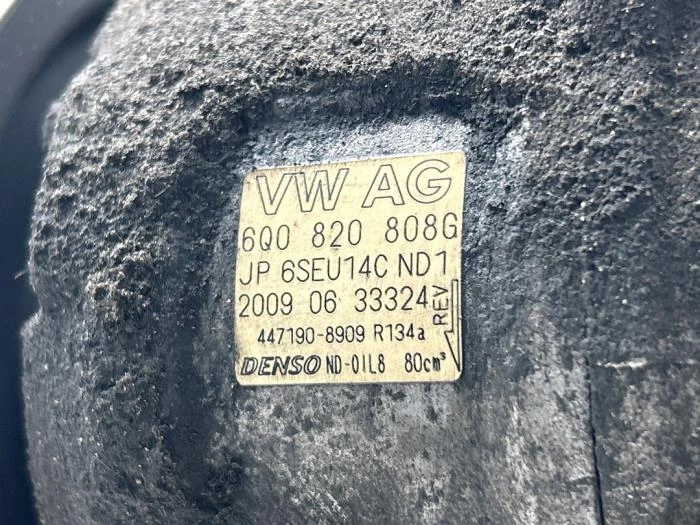 VW AG
6Q0 820 808G
JP 6SEU14C ND1
2009 06 33324
REV
447190-8909 R134a
DENSO ND-OIL8 80cm³